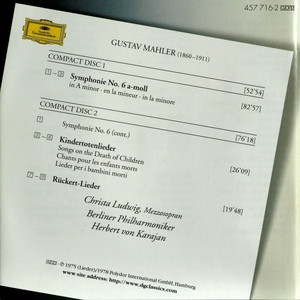 457 716-2
GUSTAV MAHLER (1860–1911)
COMPACT DISC 1 [52'54]
1 – 3 Symphonie No. 6 a-moll [82'57]
in A minor · en la mineur · in la minore
COMPACT DISC 2 [76'18]
1 Symphonie No. 6 (cont.)
2 – 6 Kindertotenlieder [26'09]
Songs on the Death of Children
Chants pour les enfants morts
Lieder per i bambini morti
Rückert-Lieder [19'48]
Christa Ludwig, Mezzosopran
Berliner Philharmoniker
Herbert von Karajan
℗ 1975 (Lieder)/1978 Polydor International GmbH, Hamburg
www site address: http://www.dgclassics.com